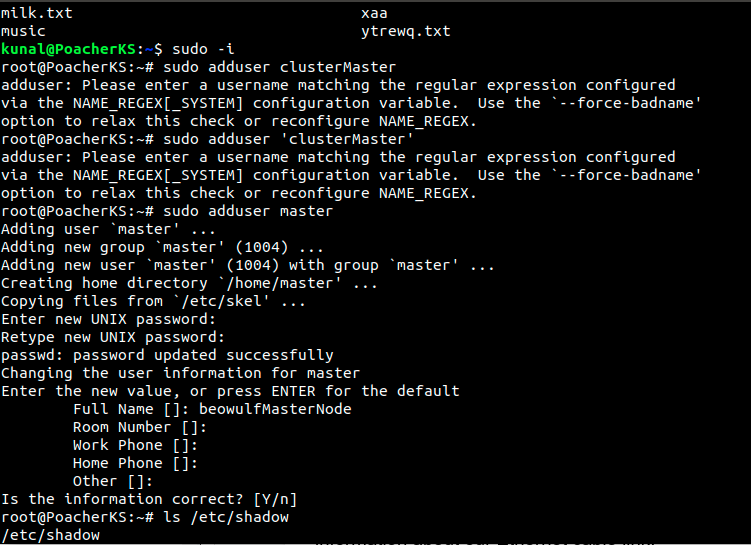 milk.txt xaa
music ytrewq.txt
kunal@PoacherKS:~$ sudo -i
root@PoacherKS:~# sudo adduser clusterMaster
adduser: Please enter a username matching the regular expression configured
via the NAME_REGEX[_SYSTEM] configuration variable.  Use the `--force-badname'
option to relax this check or reconfigure NAME_REGEX.
root@PoacherKS:~# sudo adduser 'clusterMaster'
adduser: Please enter a username matching the regular expression configured
via the NAME_REGEX[_SYSTEM] configuration variable.  Use the `--force-badname'
option to relax this check or reconfigure NAME_REGEX.
root@PoacherKS:~# sudo adduser master
Adding user `master' ...
Adding new group `master' (1004) ...
Adding new user `master' (1004) with group `master' ...
Creating home directory `/home/master' ...
Copying files from `/etc/skel' ...
Enter new UNIX password:
Retype new UNIX password:
passwd: password updated successfully
Changing the user information for master
Enter the new value, or press ENTER for the default
Full Name []: beowulfMasterNode
Room Number []:
Work Phone []:
Home Phone []:
Other []:
Is the information correct? [Y/n]
root@PoacherKS:~# ls /etc/shadow
/etc/shadow